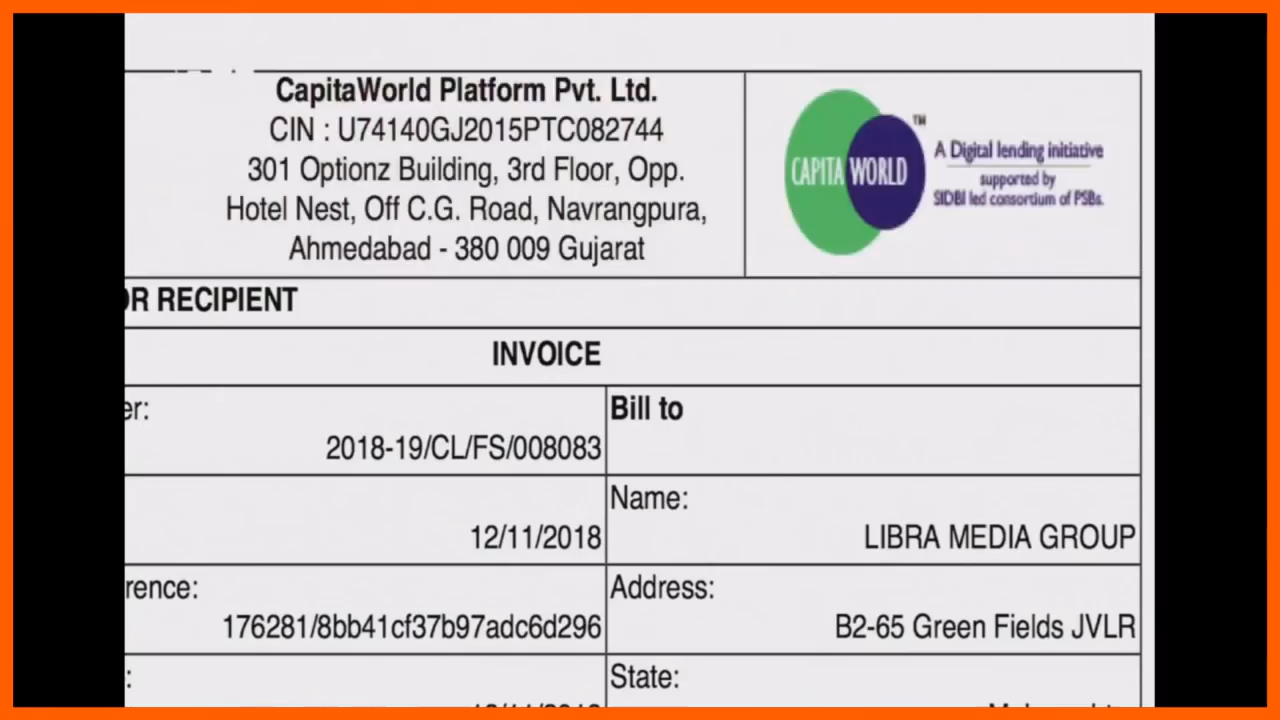 CapitaWorld Platform Pvt. Ltd.
CIN : U74140GJ2015PTC082744
301 Optionz Building, 3rd Floor, Opp.
Hotel Nest, Off C.G. Road, Navrangpura,
Ahmedabad - 380 009 Gujarat
CAPITA WORLD
TM
A Digital lending initiative
supported by
SIDBI led consortium of PSBs.
OR RECIPIENT
INVOICE
er:
2018-19/CL/FS/008083
Bill to
12/11/2018
Name:
LIBRA MEDIA GROUP
rence:
176281/8bb41cf37b97adc6d296
Address:
B2-65 Green Fields JVLR
:
State: